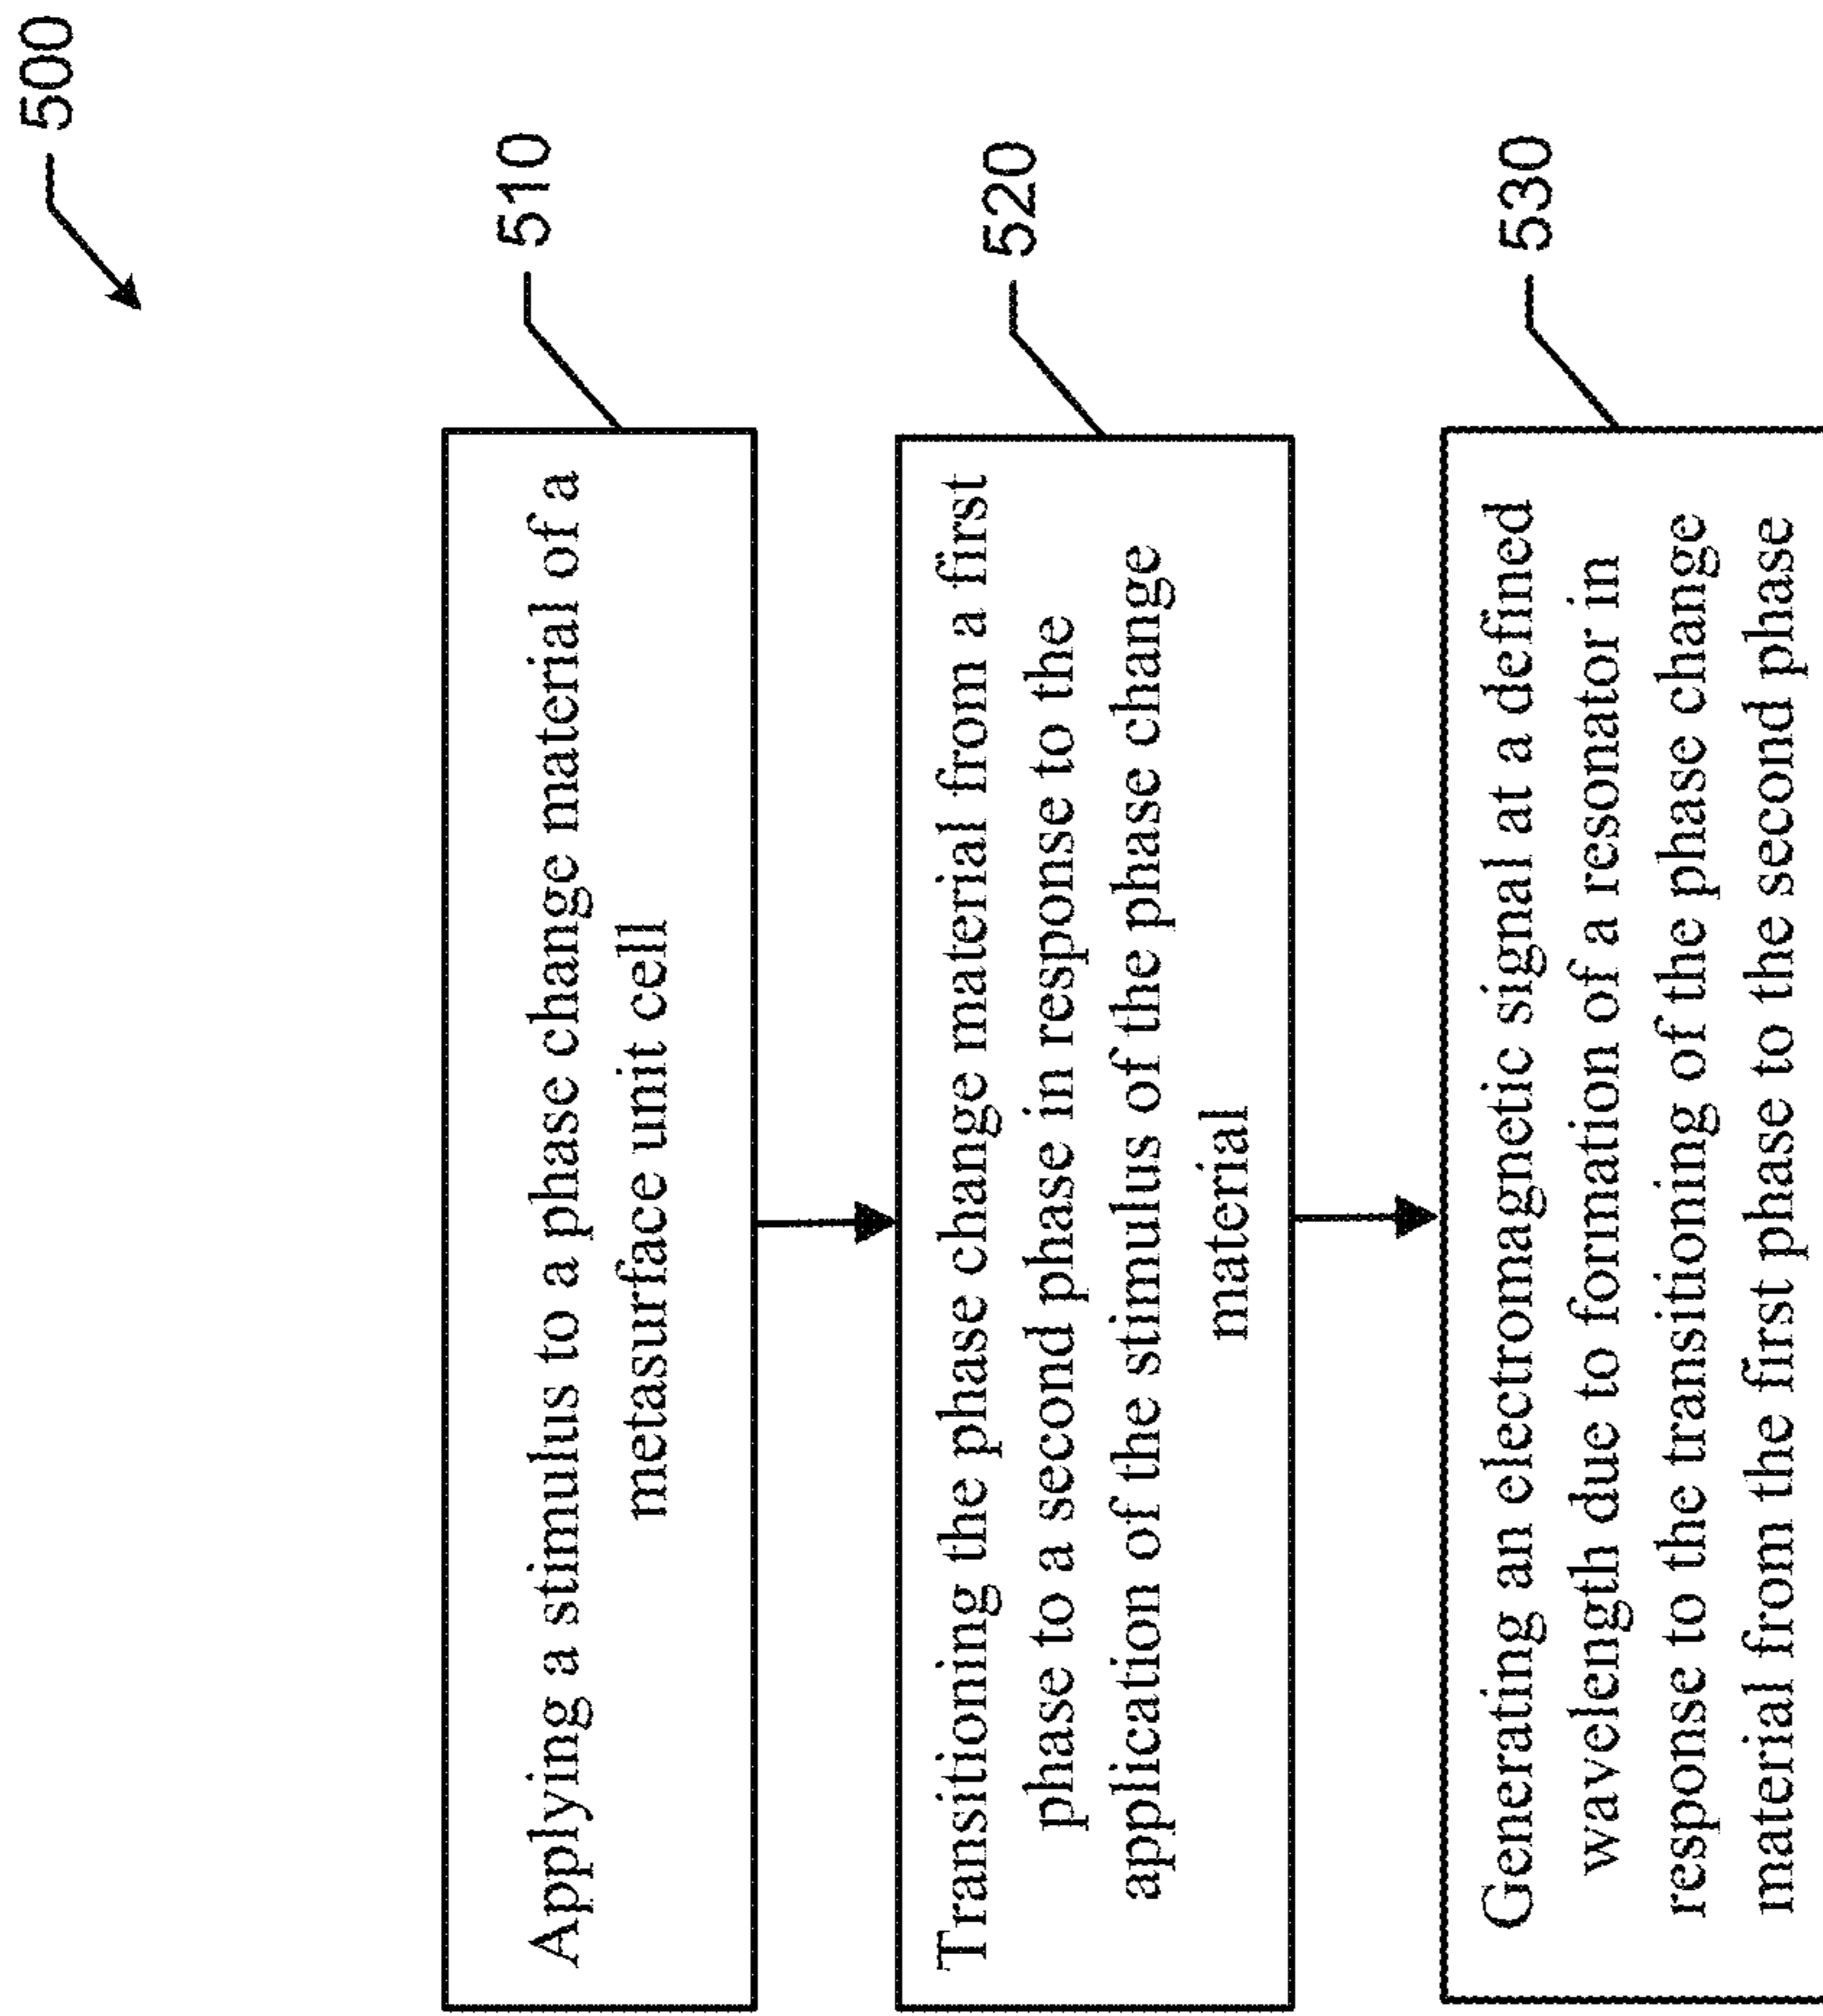 500
510
Applying a stimulus to a phase change material of a
metasurface unit cell
520
Transitioning the phase change material from a first
phase to a second phase in response to the
application of the stimulus of the phase change
material
530
Generating an electromagnetic signal at a defined
wavelength due to formation of a resonator in
response to the transitioning of the phase change
material from the first phase to the second phase